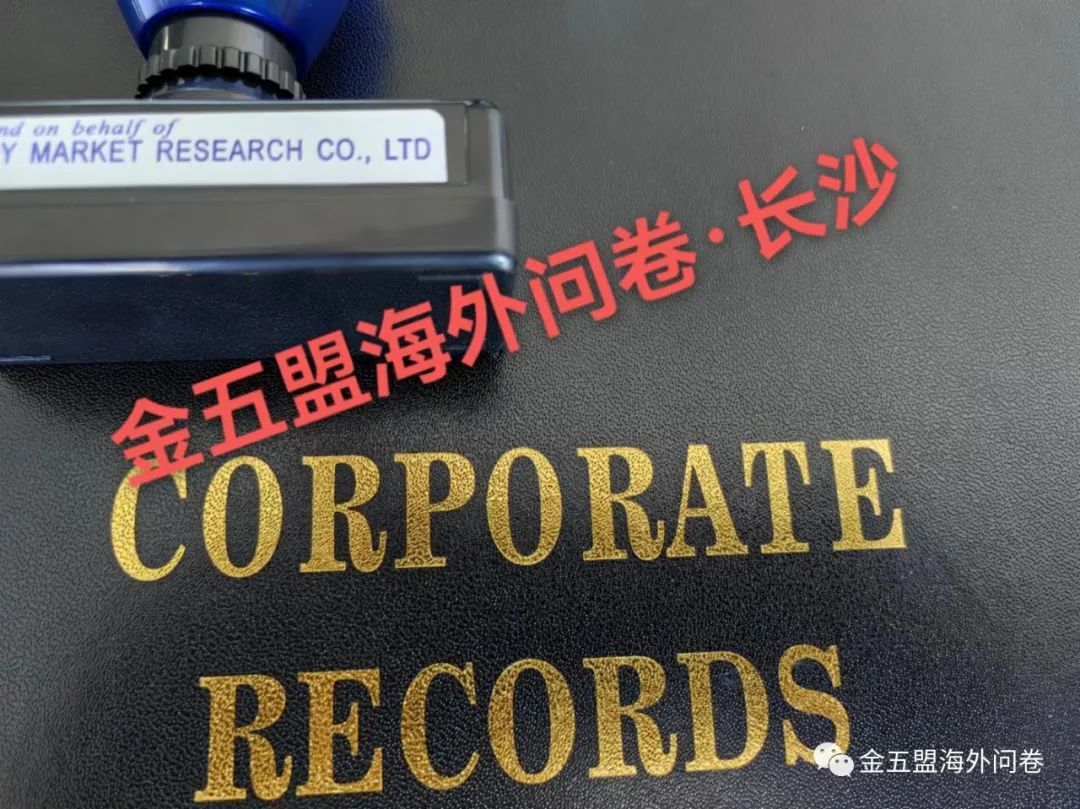 nd on behalf of
Y MARKET RESEARCH CO., LTD
金五盟海外问卷·长沙
CORPORATE
RECORDS
金五盟海外问卷